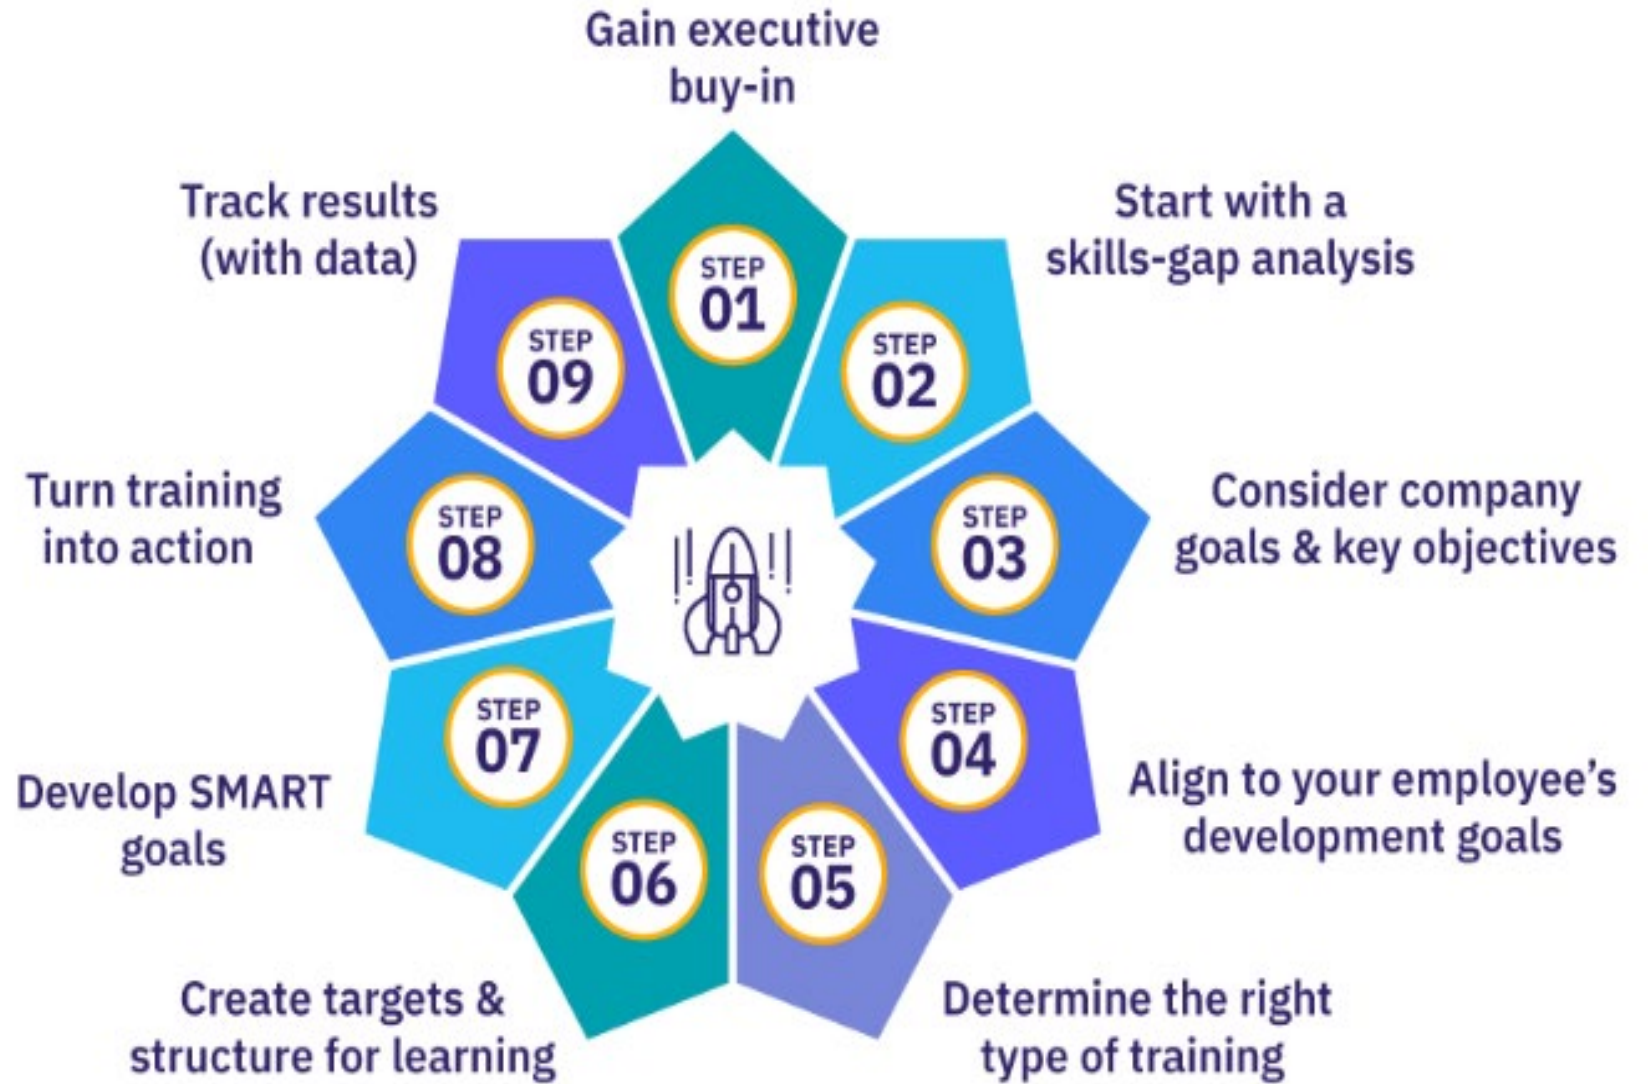 Gain executive
buy-in
STEP
01
Start with a
skills-gap analysis
STEP
02
Consider company
goals & key objectives
STEP
03
Align to your employee’s
development goals
STEP
04
Determine the right
type of training
STEP
05
Create targets &
structure for learning
STEP
06
Develop SMART
goals
STEP
07
Turn training
into action
STEP
08
Track results
(with data)
STEP
09